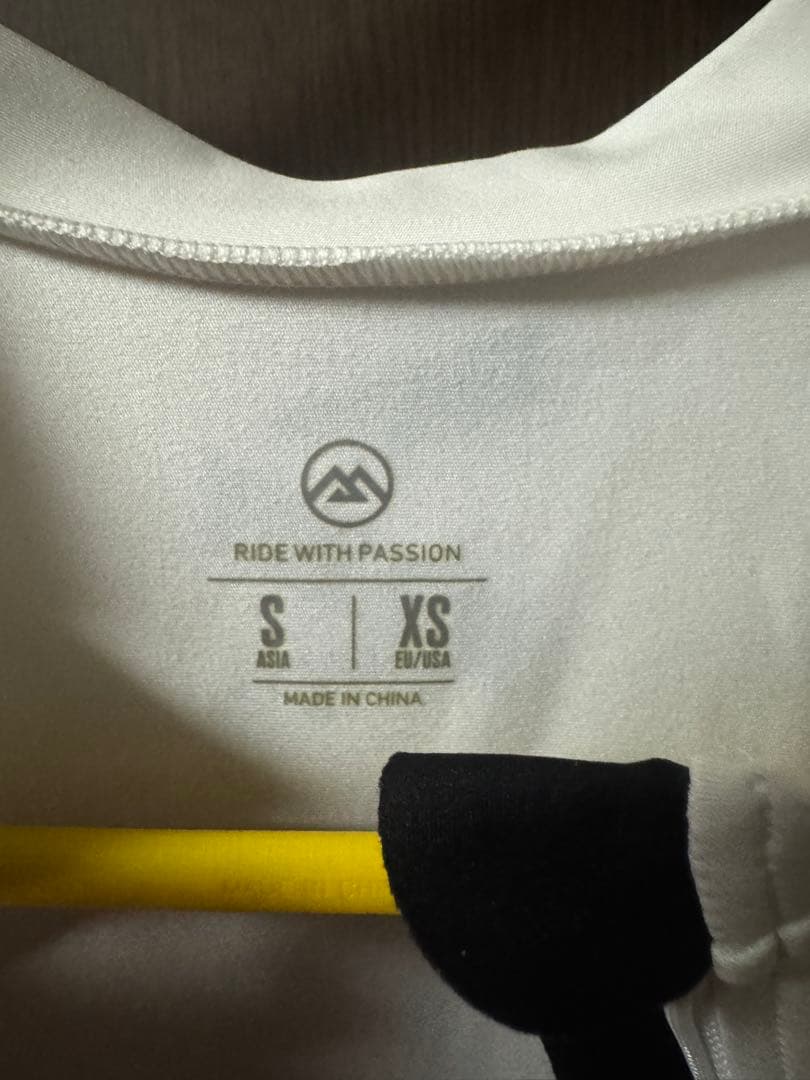 RIDE WITH PASSION
S XS
ASIA EU/USA
MADE IN CHINA